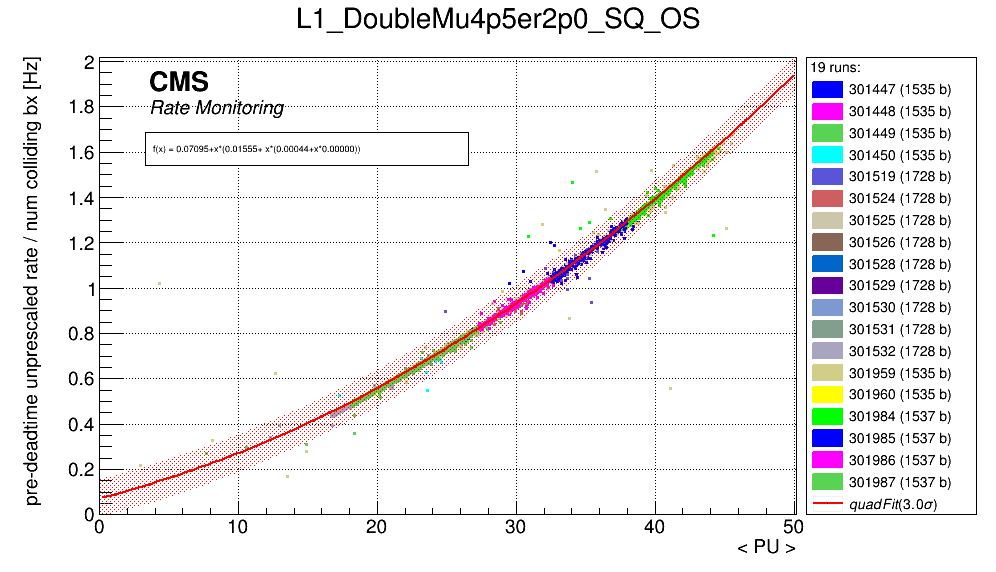 L1_DoubleMu4p5er2p0_SQ_OS
pre-deadtime unprescaled rate / num colliding bx [Hz]
2
1.8
1.6
1.4
1.2
1
0.8
0.6
0.4
0.2
0
CMS
Rate Monitoring
f(x) = 0.07095+x*(0.01555+ x*(0.00044+x*0.00000))
0 10 20 30 40 50
< PU >
19 runs:
301447 (1535 b)
301448 (1535 b)
301449 (1535 b)
301450 (1535 b)
301519 (1728 b)
301524 (1728 b)
301525 (1728 b)
301526 (1728 b)
301528 (1728 b)
301529 (1728 b)
301530 (1728 b)
301531 (1728 b)
301532 (1728 b)
301959 (1535 b)
301960 (1535 b)
301984 (1537 b)
301985 (1537 b)
301986 (1537 b)
301987 (1537 b)
quadFit(3.0σ)